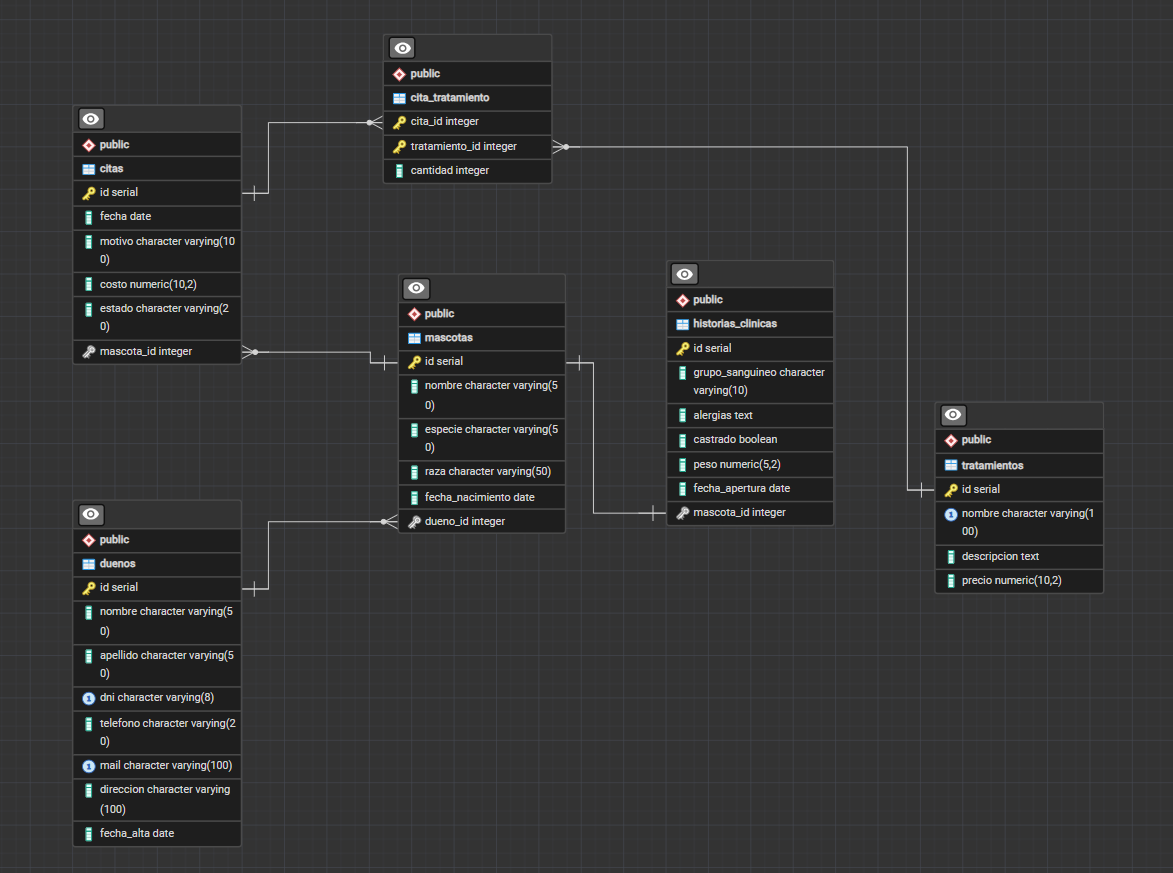 public
cita_tratamiento
cita_id integer
tratamiento_id integer
cantidad integer
public
citas
id serial
fecha date
motivo character varying(10
0)
costo numeric(10,2)
estado character varying(2
0)
mascota_id integer
public
mascotas
id serial
nombre character varying(5
0)
especie character varying(5
0)
raza character varying(50)
fecha_nacimiento date
dueno_id integer
public
historias_clinicas
id serial
grupo_sanguineo character
varying(10)
alergias text
castrado boolean
peso numeric(5,2)
fecha_apertura date
mascota_id integer
public
tratamientos
id serial
1
nombre character varying(1
00)
descripcion text
precio numeric(10,2)
public
duenos
id serial
nombre character varying(5
0)
apellido character varying(5
0)
1
dni character varying(8)
telefono character varying(2
0)
1
mail character varying(100)
direccion character varying
(100)
fecha_alta date